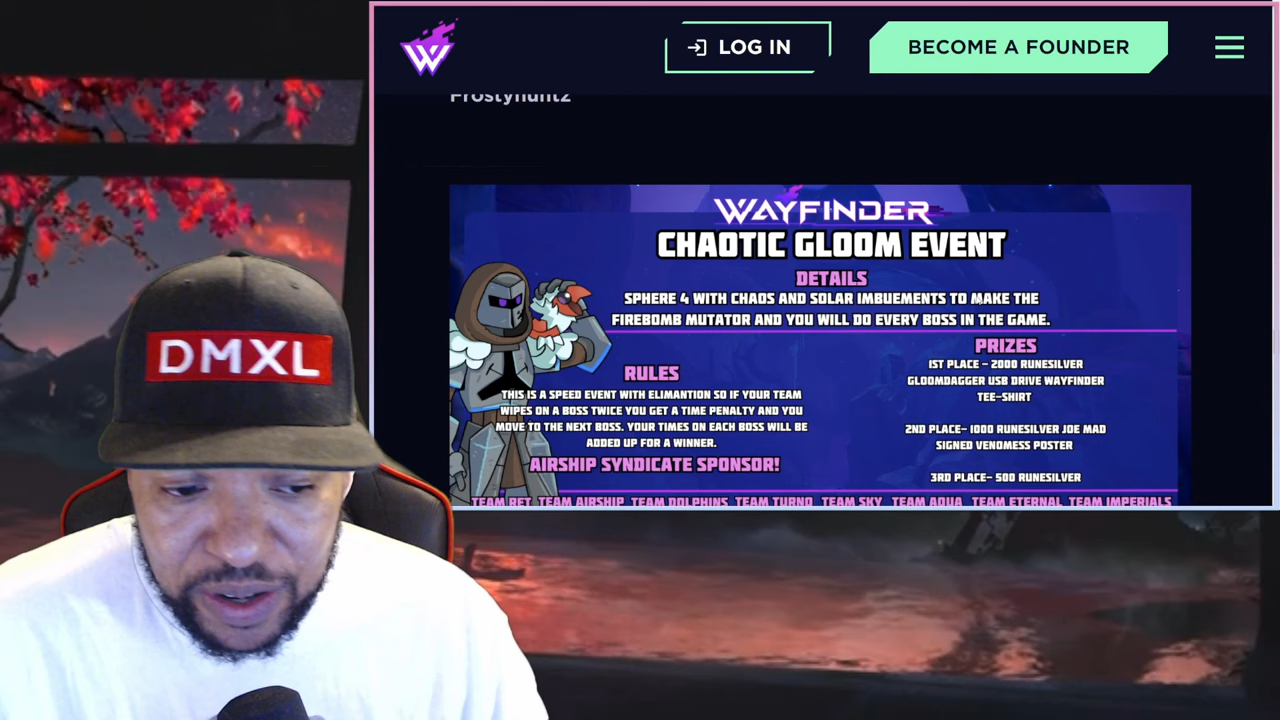 LOG IN
BECOME A FOUNDER
Frostyhuntz
WAYFINDER
CHAOTIC GLOOM EVENT
DETAILS
SPHERE 4 WITH CHAOS AND SOLAR IMBUEMENTS TO MAKE THE
FIREBOMB MUTATOR AND YOU WILL DO EVERY BOSS IN THE GAME.
RULES
THIS IS A SPEED EVENT WITH ELIMANTION SO IF YOUR TEAM
WIPES ON A BOSS TWICE YOU GET A TIME PENALTY AND YOU
MOVE TO THE NEXT BOSS. YOUR TIMES ON EACH BOSS WILL BE
ADDED UP FOR A WINNER.
AIRSHIP SYNDICATE SPONSOR!
PRIZES
1ST PLACE - 2000 RUNESILVER
GLOOMDAGGER USB DRIVE WAYFINDER
TEE-SHIRT
2ND PLACE- 1000 RUNESILVER JOE MAD
SIGNED VENOMESS POSTER
3RD PLACE- 500 RUNESILVER
TEAM RET TEAM AIRSHIP TEAM DOLPHINS TEAM TURNO TEAM SKY TEAM AQUA TEAM ETERNAL TEAM IMPERIALS
DMXL